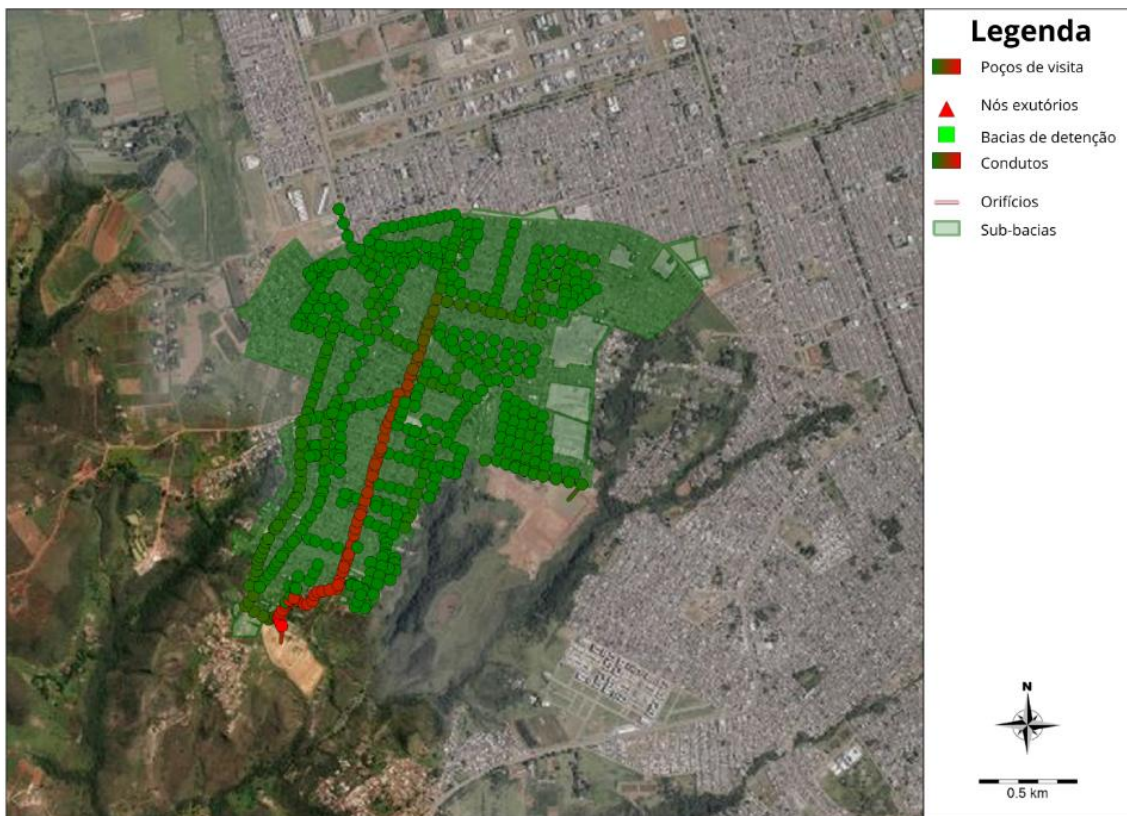 Legenda
Poços de visita
Nós exutórios
Bacias de detenção
Condutos
Orifícios
Sub-bacias
N
0.5 km